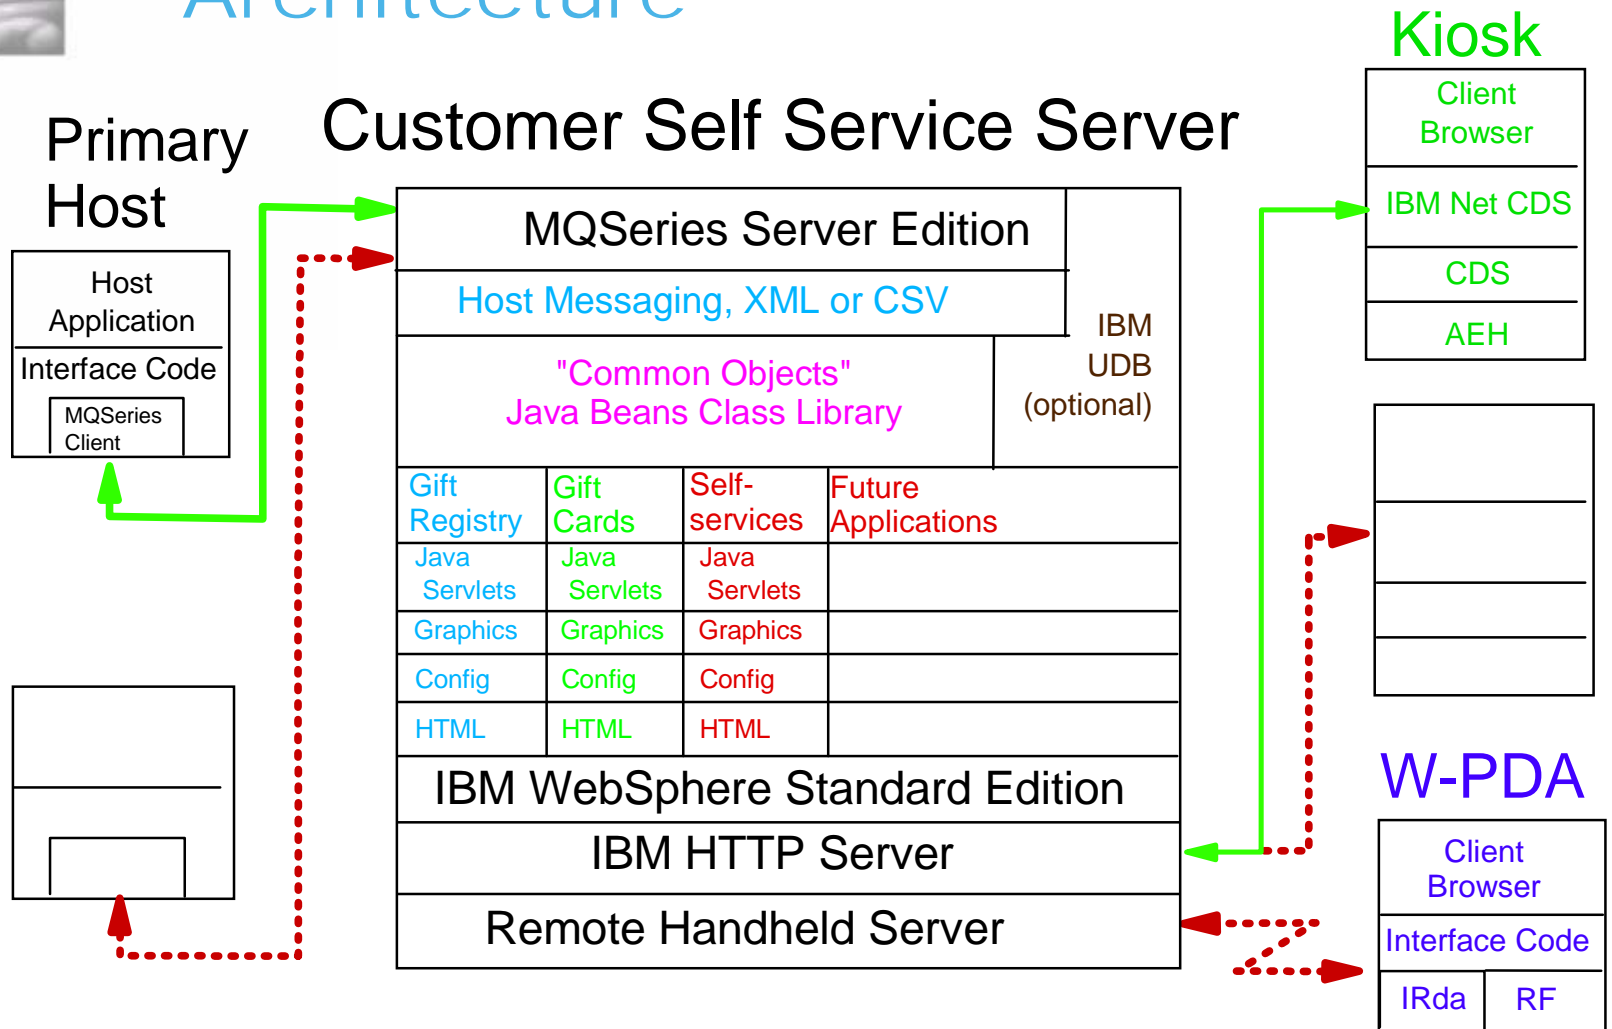 Architecture
Kiosk
Customer Self Service Server
Primary
Host
Host
Application
Interface Code
MQSeries
Client
MQSeries Server Edition
Host Messaging, XML or CSV
"Common Objects"
Java Beans Class Library
IBM
UDB
(optional)
Gift
Registry
Gift
Cards
Self-
services
Future
Applications
Java
Servlets
Java
Servlets
Java
Servlets
Graphics
Graphics
Graphics
Config
Config
Config
HTML
HTML
HTML
IBM WebSphere Standard Edition
IBM HTTP Server
Remote Handheld Server
Client
Browser
IBM Net CDS
CDS
AEH
W-PDA
Client
Browser
Interface Code
IRda
RF